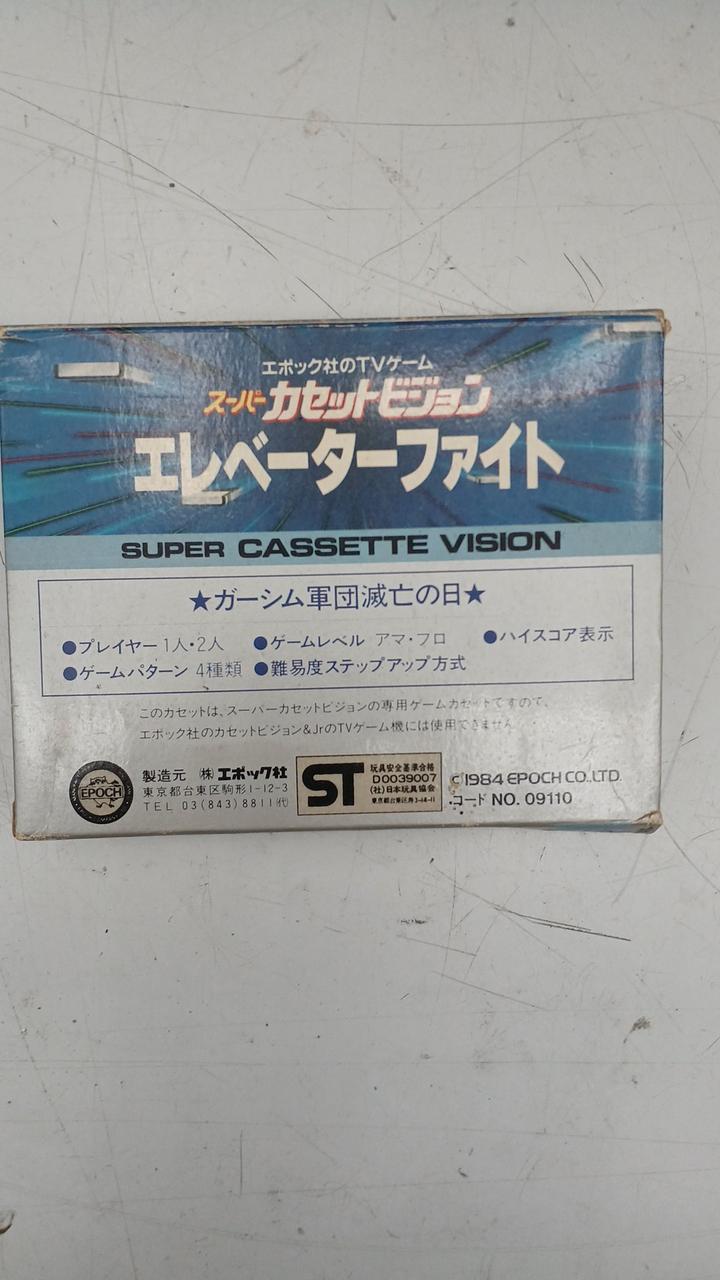 エポック社のTVゲーム
スーパーカセットビジョン
エレベーターファイト
SUPER CASSETTE VISION
★ガーシム軍団滅亡の日★
●プレイヤー 1人・2人 ●ゲームレベル アマ・プロ ●ハイスコア表示
●ゲームパターン 4種類 ●難易度ステップアップ方式
このカセットは、スーパーカセットビジョンの専用ゲームカセットですので、
エポック社のカセットビジョン&JrのTVゲーム機には使用できません。
EPOCH
製造元 (株)エポック社
東京都台東区駒形1-12-3
TEL 03(843)8811(代)
ST
玩具安全基準合格
D0039007
(社)日本玩具協会
東京都台東区寿3-14-11
©1984 EPOCH CO.,LTD.
コード NO. 09110